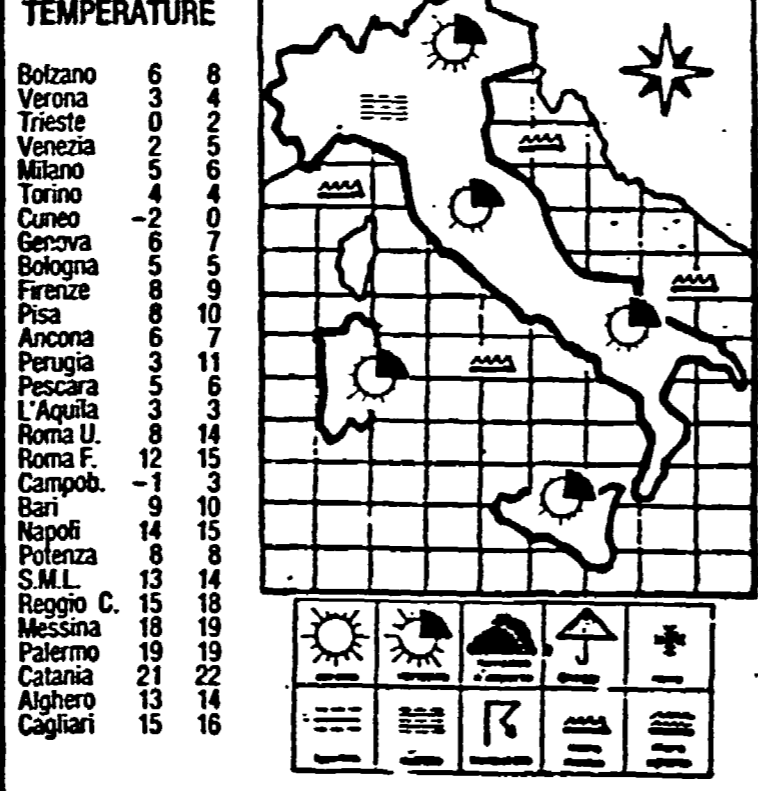 TEMPERATURE
Bolzano 6 8
Verona 3 4
Trieste 0 2
Venezia 2 5
Milano 5 6
Torino 4 4
Cuneo -2 0
Genova 6 7
Bologna 5 5
Firenze 8 9
Pisa 8 10
Ancona 6 7
Perugia 3 11
Pescara 5 6
L'Aquila 3 3
Roma U. 8 14
Roma F. 12 15
Campob. -1 3
Bari 9 10
Napoli 14 15
Potenza 8 8
S.M.L. 13 14
Reggio C. 15 18
Messina 18 19
Palermo 19 19
Catania 21 22
Alghero 13 14
Cagliari 15 16